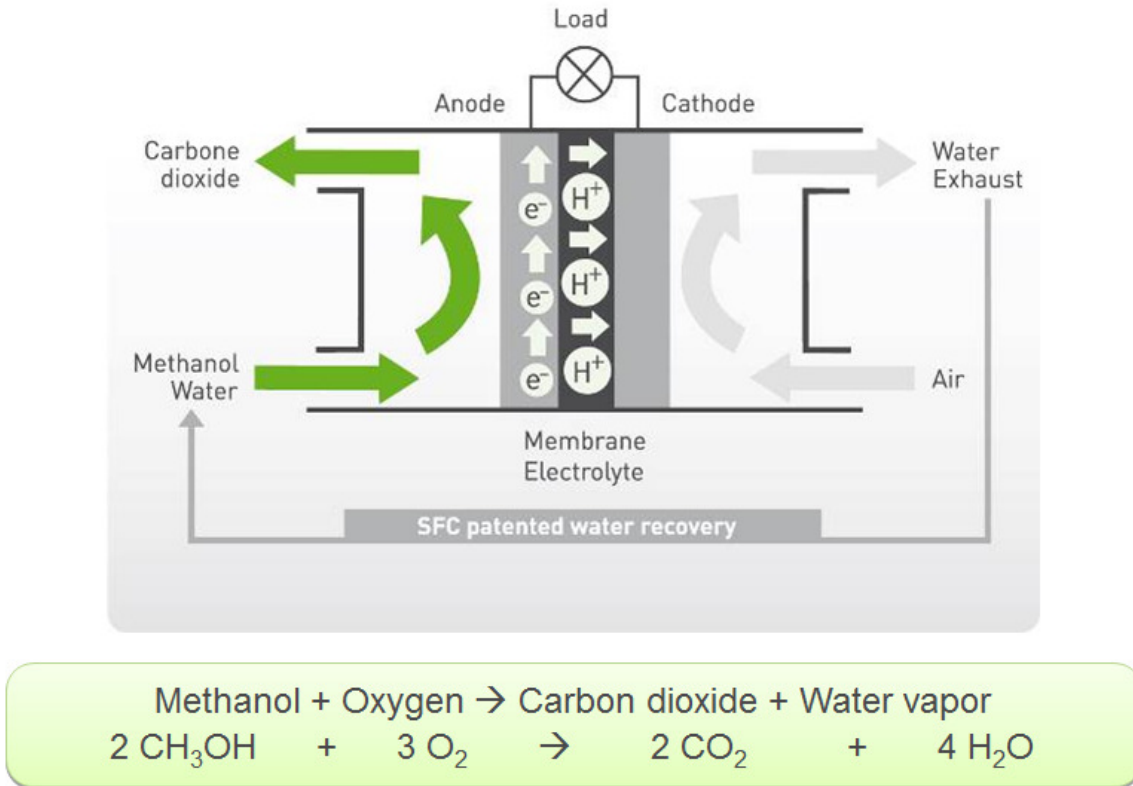 Load
Anode
Cathode
Carbone
dioxide
Water
Exhaust
e⁻
H⁺
e⁻
H⁺
e⁻
H⁺
Methanol
Water
Air
Membrane
Electrolyte
SFC patented water recovery
Methanol + Oxygen → Carbon dioxide + Water vapor
2 CH₃OH + 3 O₂ → 2 CO₂ + 4 H₂O